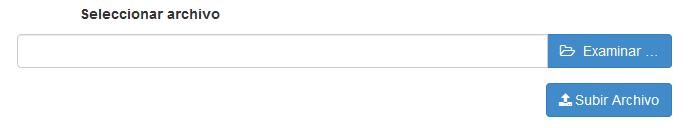 Seleccionar archivo
Examinar ...
Subir Archivo